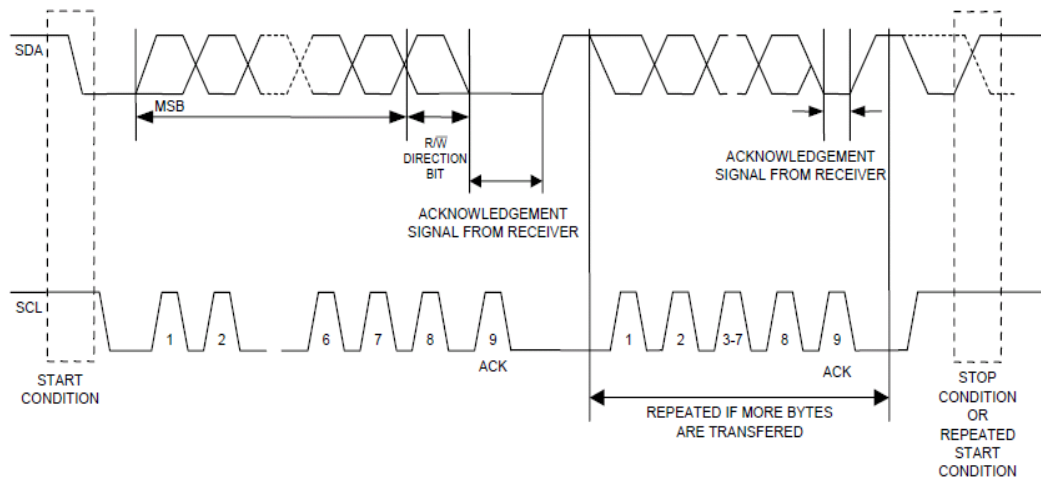 SDA
MSB
R/W
DIRECTION
BIT
ACKNOWLEDGEMENT
SIGNAL FROM RECEIVER
ACKNOWLEDGEMENT
SIGNAL FROM RECEIVER
SCL
1
2
6
7
8
9
1
2
3-7
8
9
ACK
ACK
START
CONDITION
REPEATED IF MORE BYTES
ARE TRANSFERED
STOP
CONDITION
OR
REPEATED
START
CONDITION